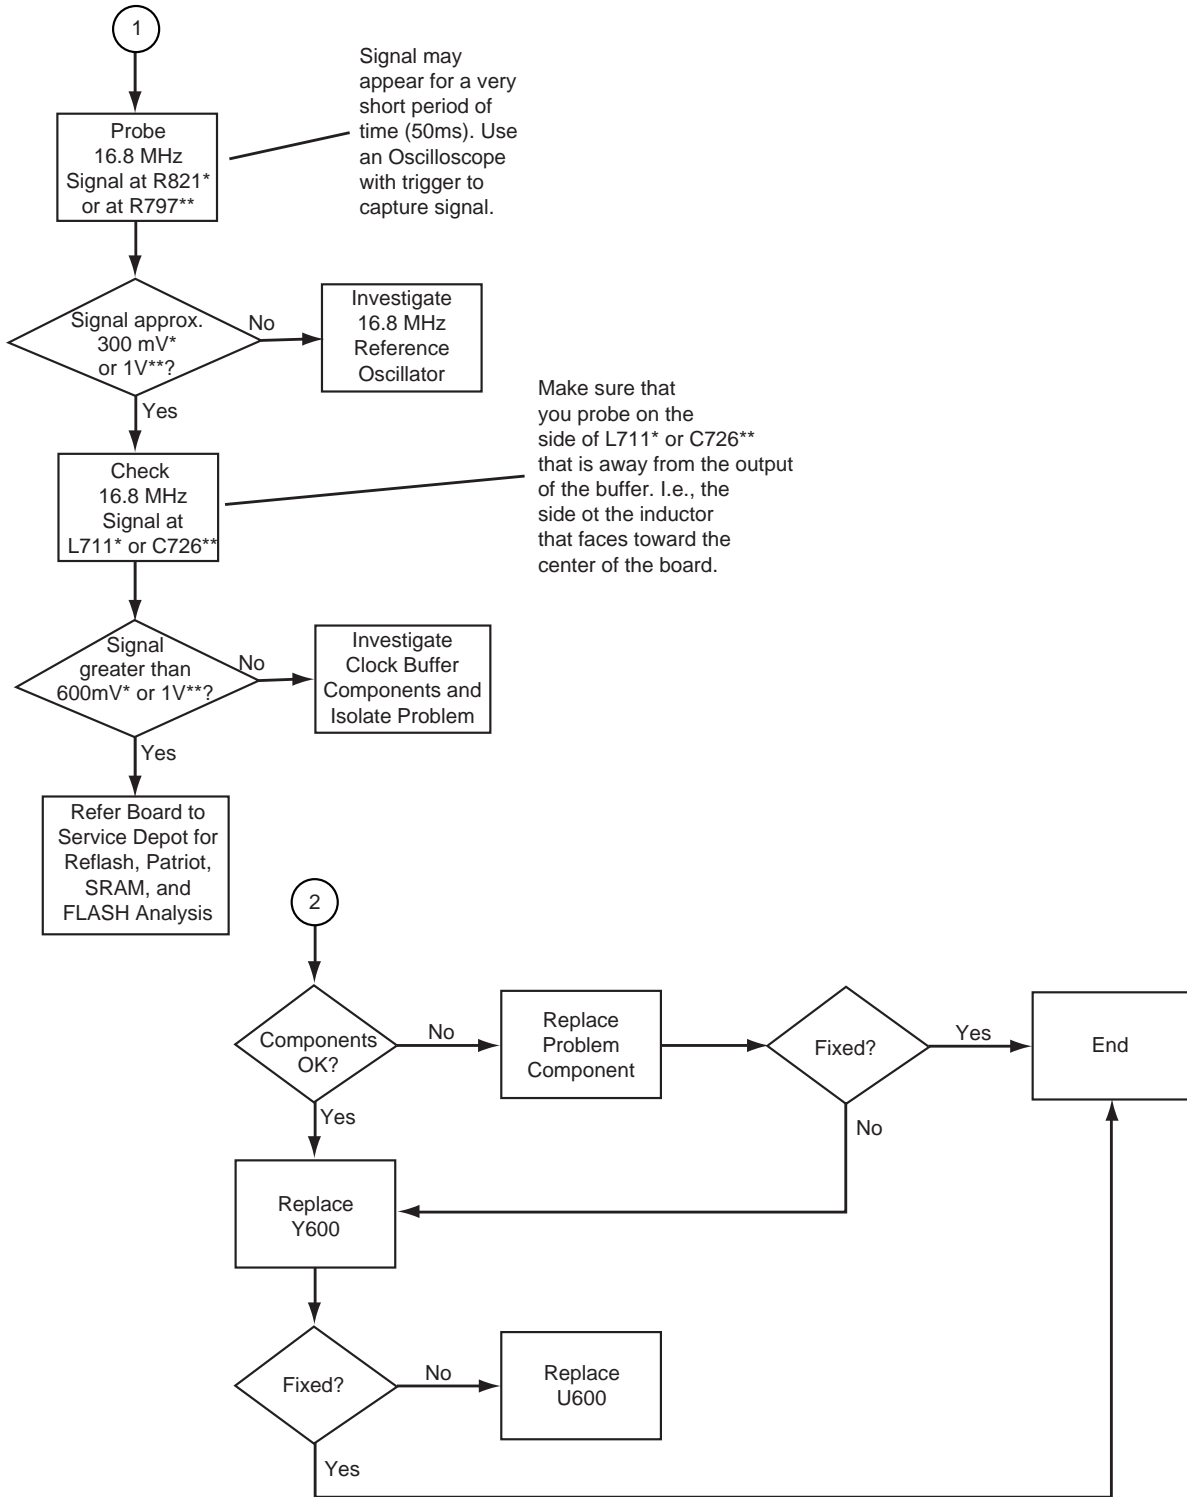 1
Signal may
appear for a very
short period of
time (50ms). Use
an Oscilloscope
with trigger to
capture signal.
Probe
16.8 MHz
Signal at R821*
or at R797**
Signal approx.
300 mV*
or 1V**?
No
Investigate
16.8 MHz
Reference
Oscillator
Yes
Make sure that
you probe on the
side of L711* or C726**
that is away from the output
of the buffer. I.e., the
side ot the inductor
that faces toward the
center of the board.
Check
16.8 MHz
Signal at
L711* or C726**
Signal
greater than
600mV* or 1V**?
No
Investigate
Clock Buffer
Components and
Isolate Problem
Yes
Refer Board to
Service Depot for
Reflash, Patriot,
SRAM, and
FLASH Analysis
2
Components
OK?
No
Replace
Problem
Component
Fixed?
Yes
End
Yes
No
Replace
Y600
Fixed?
No
Replace
U600
Yes